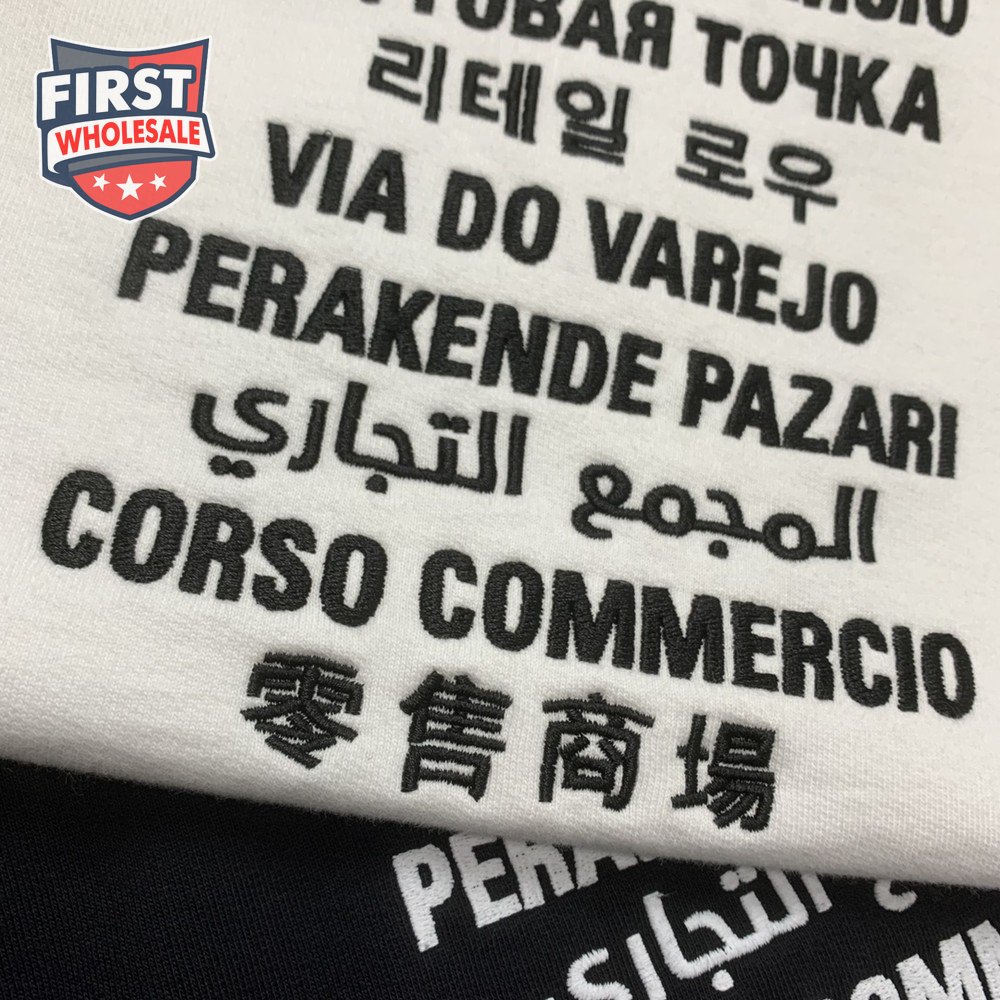 FIRST
WHOLESALE
ТОЧКА
리테일 로우
VIA DO VAREJO
PERAKENDE PAZARI
المجمع التجاري
CORSO COMMERCIO
零售商場
التجاري